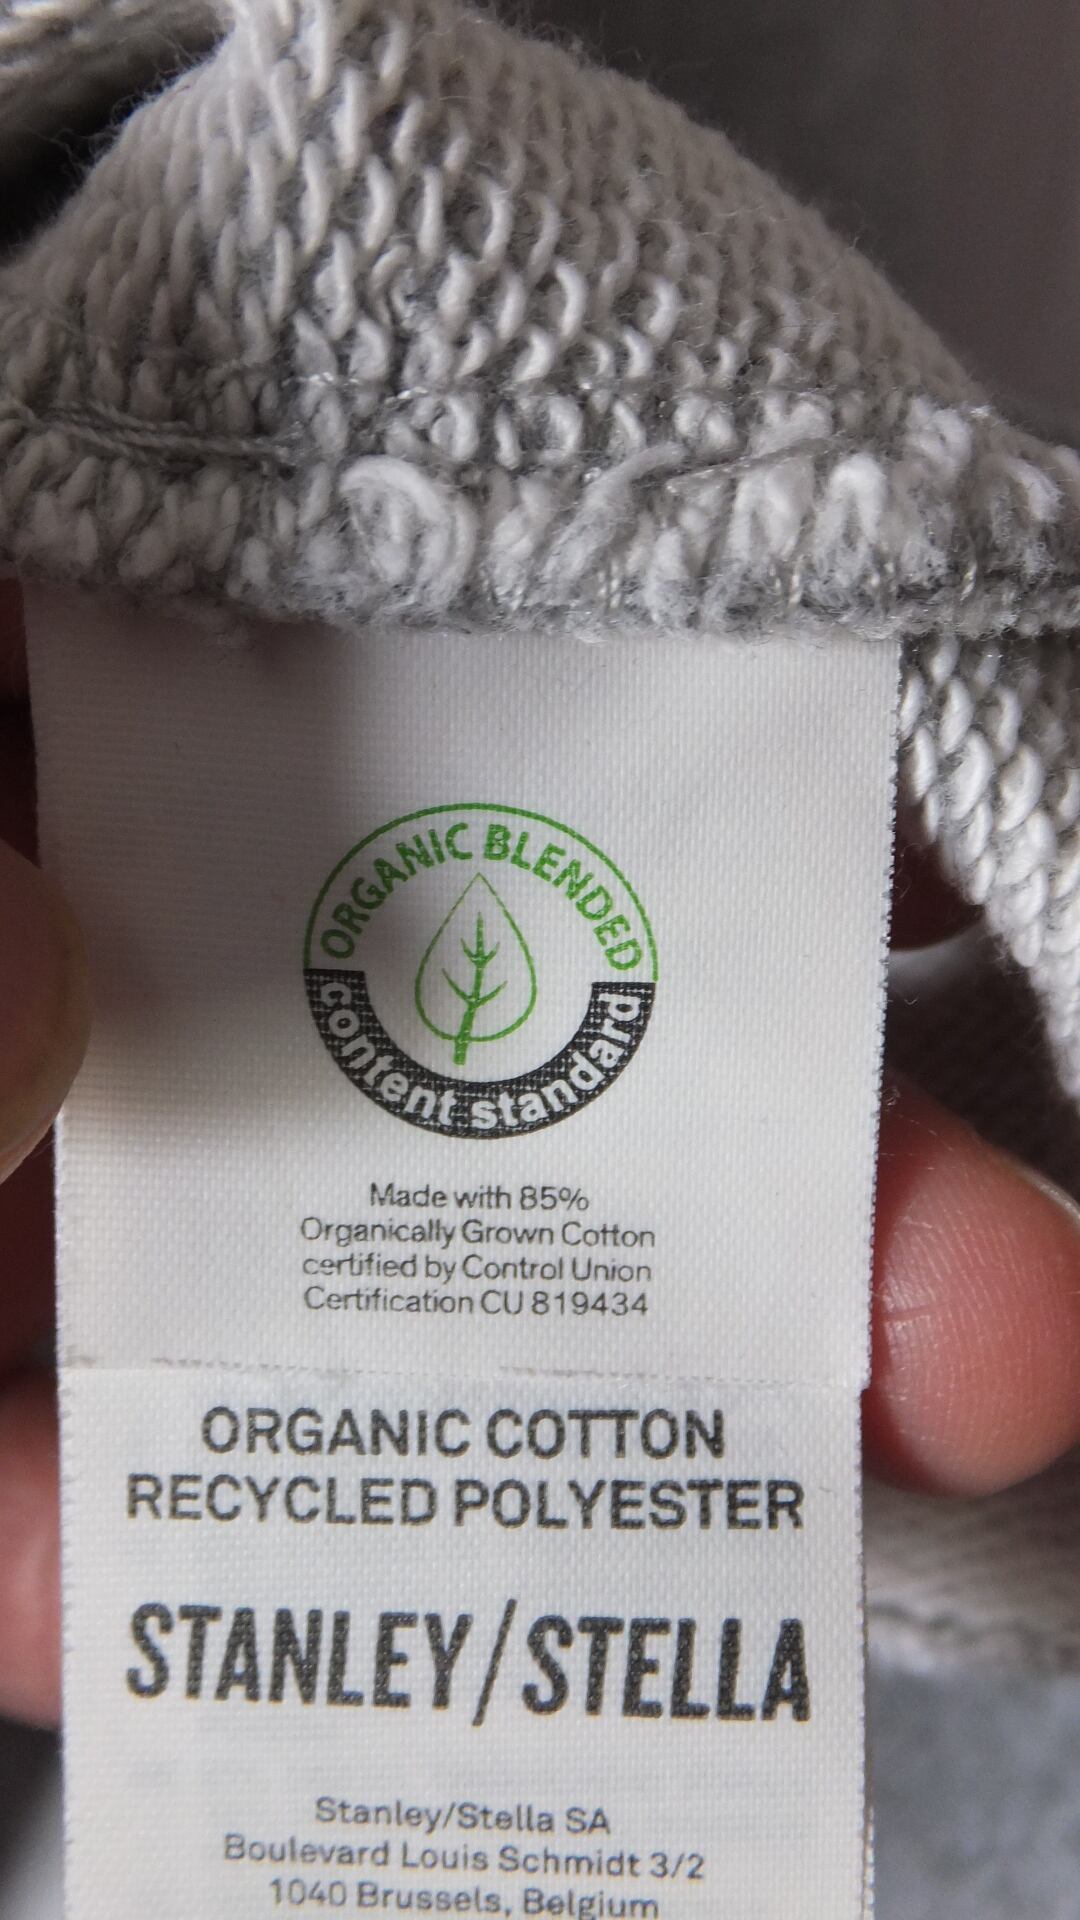 ORGANIC BLENDED
content standard
Made with 85%
Organically Grown Cotton
certified by Control Union
Certification CU 819434
ORGANIC COTTON
RECYCLED POLYESTER
STANLEY/STELLA
Stanley/Stella SA
Boulevard Louis Schmidt 3/2
1040 Brussels, Belgium